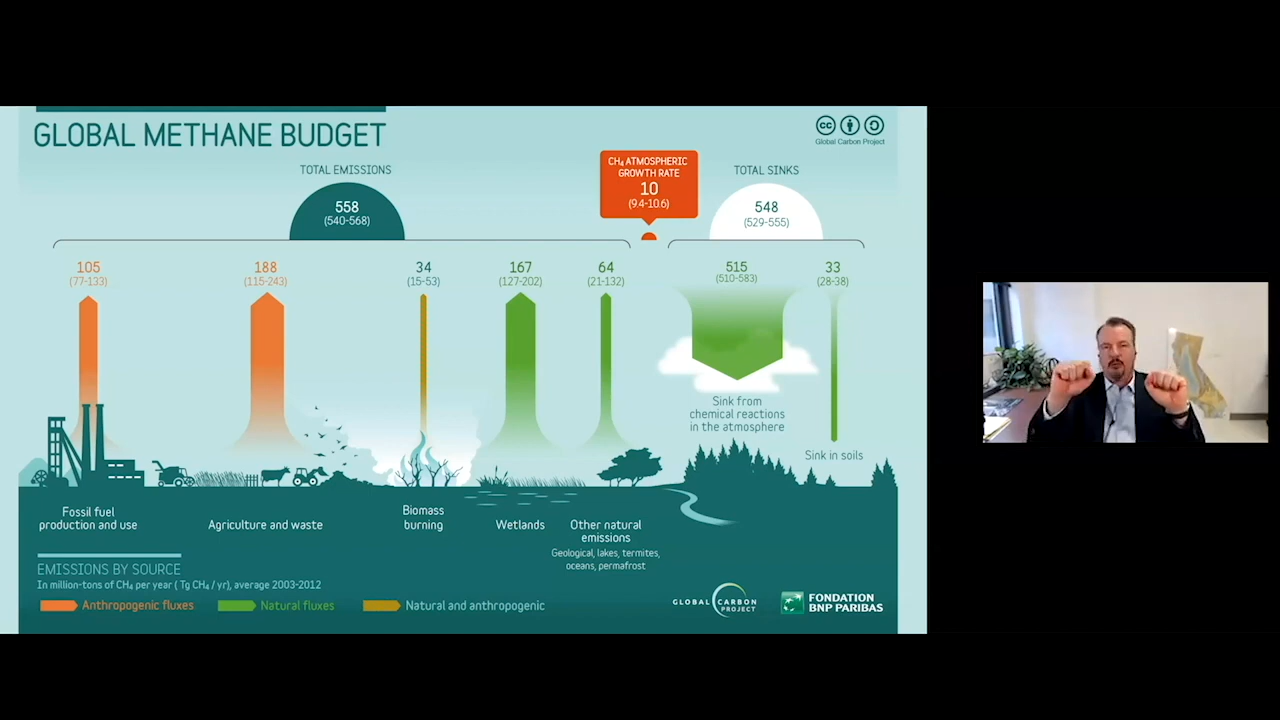 GLOBAL METHANE BUDGET
Global Carbon Project
TOTAL EMISSIONS
558
(540-568)
CH₄ ATMOSPHERIC
GROWTH RATE
10
(9.4-10.6)
TOTAL SINKS
548
(529-555)
105
(77-133)
188
(115-243)
34
(15-53)
167
(127-202)
64
(21-132)
515
(510-583)
33
(28-38)
Sink from
chemical reactions
in the atmosphere
Sink in soils
Fossil fuel
production and use
Agriculture and waste
Biomass
burning
Wetlands
Other natural
emissions
Geological, lakes, termites,
oceans, permafrost
EMISSIONS BY SOURCE
In million-tons of CH₄ per year ( Tg CH₄ / yr), average 2003-2012
Anthropogenic fluxes
Natural fluxes
Natural and anthropogenic
GLOBAL CARBON
PROJECT
FONDATION
BNP PARIBAS